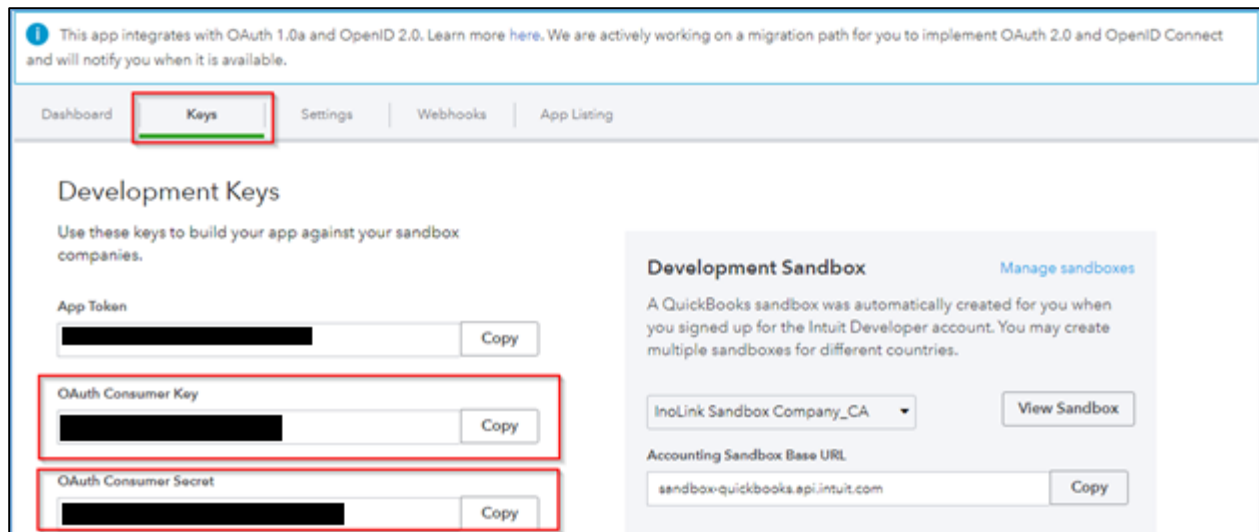 This app integrates with OAuth 1.0a and OpenID 2.0. Learn more here. We are actively working on a migration path for you to implement OAuth 2.0 and OpenID Connect
and will notify you when it is available.
Dashboard Keys Settings Webhooks App Listing
Development Keys
Use these keys to build your app against your sandbox
companies.
App Token
Copy
OAuth Consumer Key
Copy
OAuth Consumer Secret
Copy
Development Sandbox Manage sandboxes
A QuickBooks sandbox was automatically created for you when
you signed up for the Intuit Developer account. You may create
multiple sandboxes for different countries.
InoLink Sandbox Company_CA View Sandbox
Accounting Sandbox Base URL
sandbox-quickbooks.api.intuit.com Copy